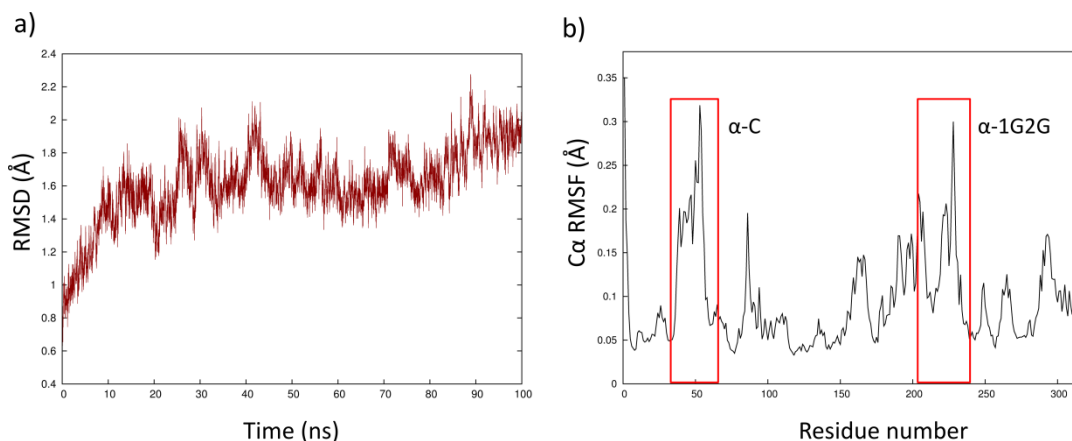 a)
RMSD (Å)
2.4
2.2
2
1.8
1.6
1.4
1.2
1
0.8
0.6
0.4
0 10 20 30 40 50 60 70 80 90 100
Time (ns)
b)
Cα RMSF (Å)
0.35
0.3
0.25
0.2
0.15
0.1
0.05
0
α-C
α-1G2G
0 50 100 150 200 250 300
Residue number